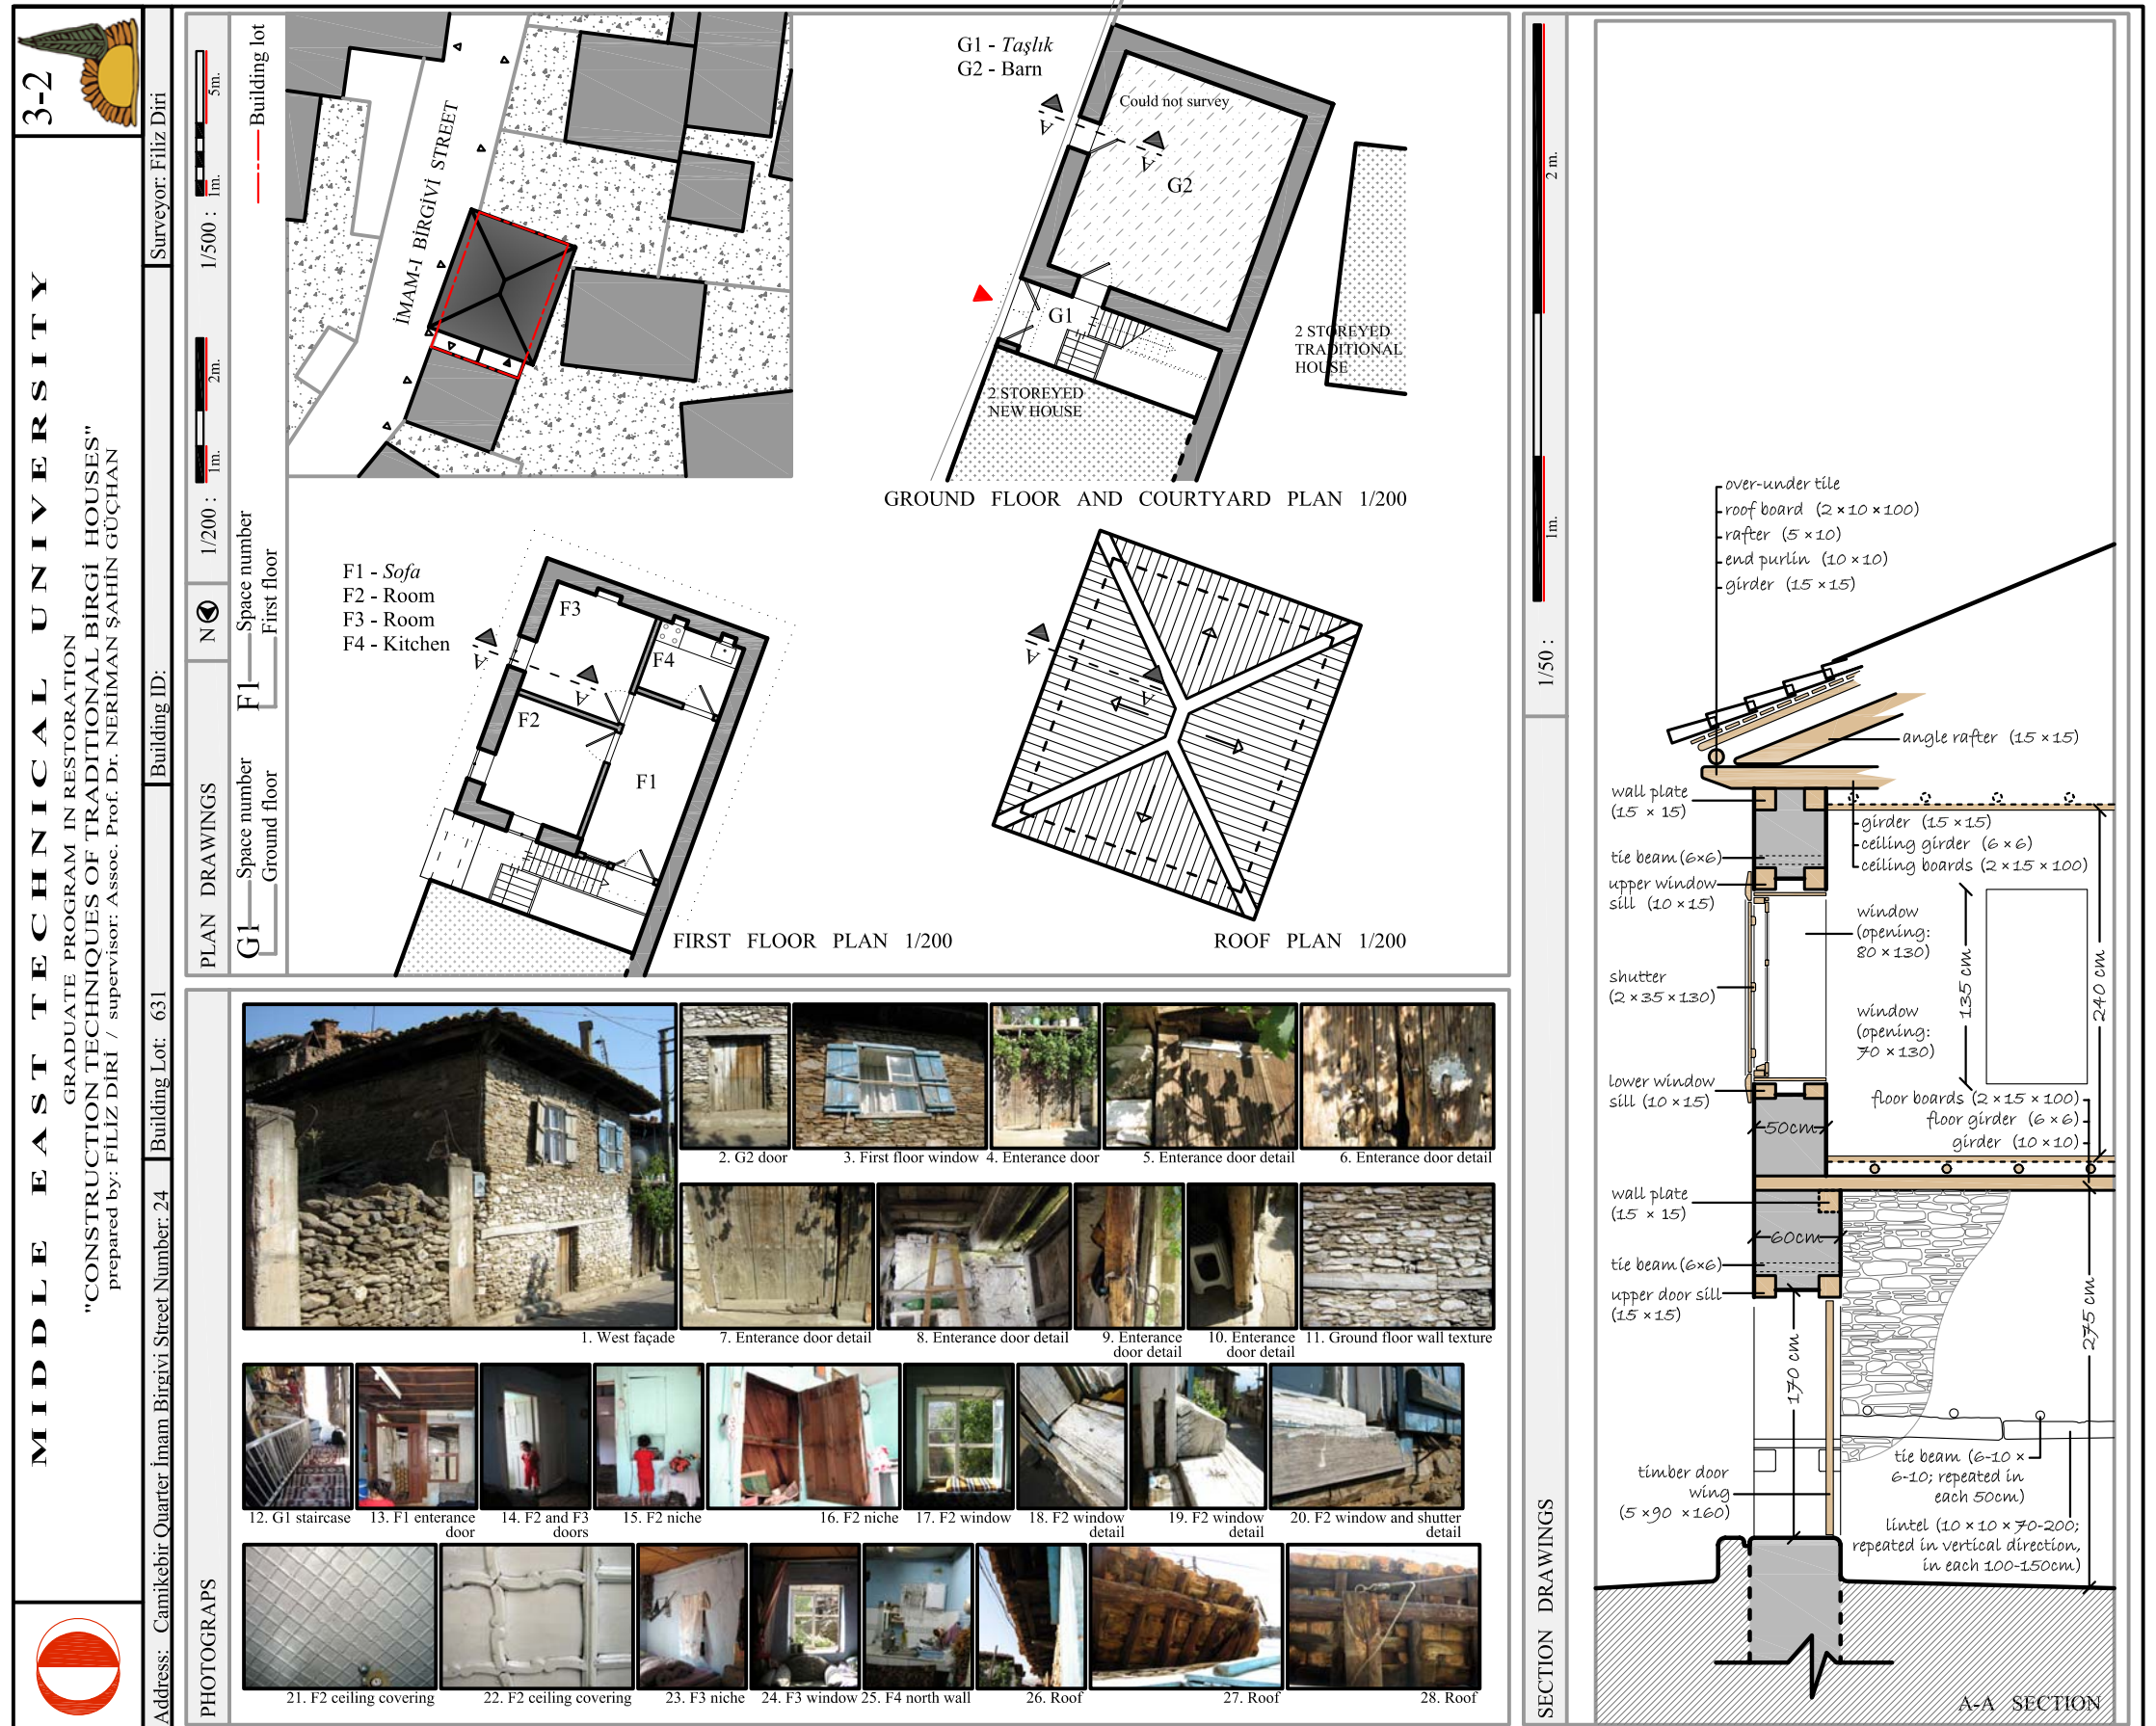 3-2
MIDDLE EAST TECHNICAL UNIVERSITY
GRADUATE PROGRAM IN RESTORATION
"CONSTRUCTION TECHNIQUES OF TRADITIONAL BİRGİ HOUSES"
prepared by: FİLİZ DİRİ / supervisor: Assoc. Prof. Dr. NERİMAN ŞAHİN GÜÇHAN
Address: Camikebir Quarter İmam Birgivi Street Number: 24
Building Lot: 631
Building ID:
Surveyor: Filiz Diri
PLAN DRAWINGS
N
1/200 :
1m.
2m.
1/500 :
1m.
5m.
G1
Space number
Ground floor
F1
Space number
First floor
Building lot
İMAM-I BİRGİVİ STREET
G1 - Taşlık
G2 - Barn
Could not survey
A
A
G2
G1
2 STOREYED
TRADITIONAL
HOUSE
2 STOREYED
NEW HOUSE
GROUND FLOOR AND COURTYARD PLAN 1/200
F1 - Sofa
F2 - Room
F3 - Room
F4 - Kitchen
F3
F4
A
A
F2
F1
FIRST FLOOR PLAN 1/200
A
A
ROOF PLAN 1/200
PHOTOGRAPS
1. West façade
2. G2 door
3. First floor window
4. Enterance door
5. Enterance door detail
6. Enterance door detail
7. Enterance door detail
8. Enterance door detail
9. Enterance
door detail
10. Enterance
door detail
11. Ground floor wall texture
12. G1 staircase
13. F1 enterance
door
14. F2 and F3
doors
15. F2 niche
16. F2 niche
17. F2 window
18. F2 window
detail
19. F2 window
detail
20. F2 window and shutter
detail
21. F2 ceiling covering
22. F2 ceiling covering
23. F3 niche
24. F3 window
25. F4 north wall
26. Roof
27. Roof
28. Roof
SECTION DRAWINGS
1/50 :
1m.
2 m.
over-under tile
roof board (2×10×100)
rafter (5×10)
end purlin (10×10)
girder (15×15)
angle rafter (15×15)
wall plate
(15 × 15)
girder (15×15)
ceiling girder (6×6)
ceiling boards (2×15×100)
tie beam (6×6)
upper window
sill (10×15)
window
(opening:
80×130)
shutter
(2×35×130)
135 cm
240 cm
window
(opening:
70×130)
lower window
sill (10×15)
floor boards (2×15×100)
floor girder (6×6)
girder (10×10)
50cm
wall plate
(15 × 15)
60cm
tie beam (6×6)
upper door sill
(15×15)
170 cm
275 cm
timber door
wing
(5×90 ×160)
tie beam (6-10 ×
6-10; repeated in
each 50cm)
lintel (10×10×70-200;
repeated in vertical direction,
in each 100-150cm)
A-A SECTION